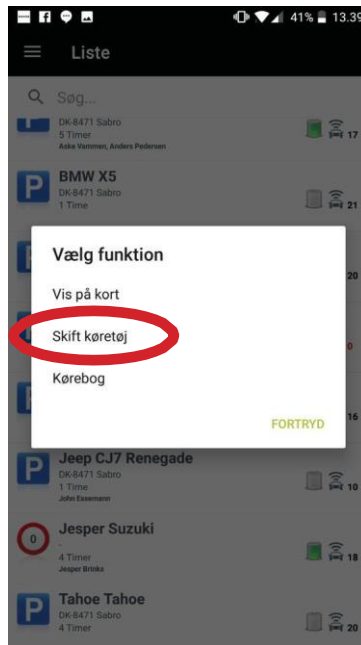 41% 13.39
Liste
Søg...
DK-8471 Sabro
5 Timer
17
Aske Vammen, Anders Pedersen
P
BMW X5
DK-8471 Sabro
1 Time
21
Vælg funktion
20
Vis på kort
Skift køretøj
0
Kørebog
16
FORTRYD
P
Jeep CJ7 Renegade
DK-8471 Sabro
1 Time
10
John Essemann
0
Jesper Suzuki
-
4 Timer
18
Jesper Brinks
P
Tahoe Tahoe
DK-8471 Sabro
4 Timer
20